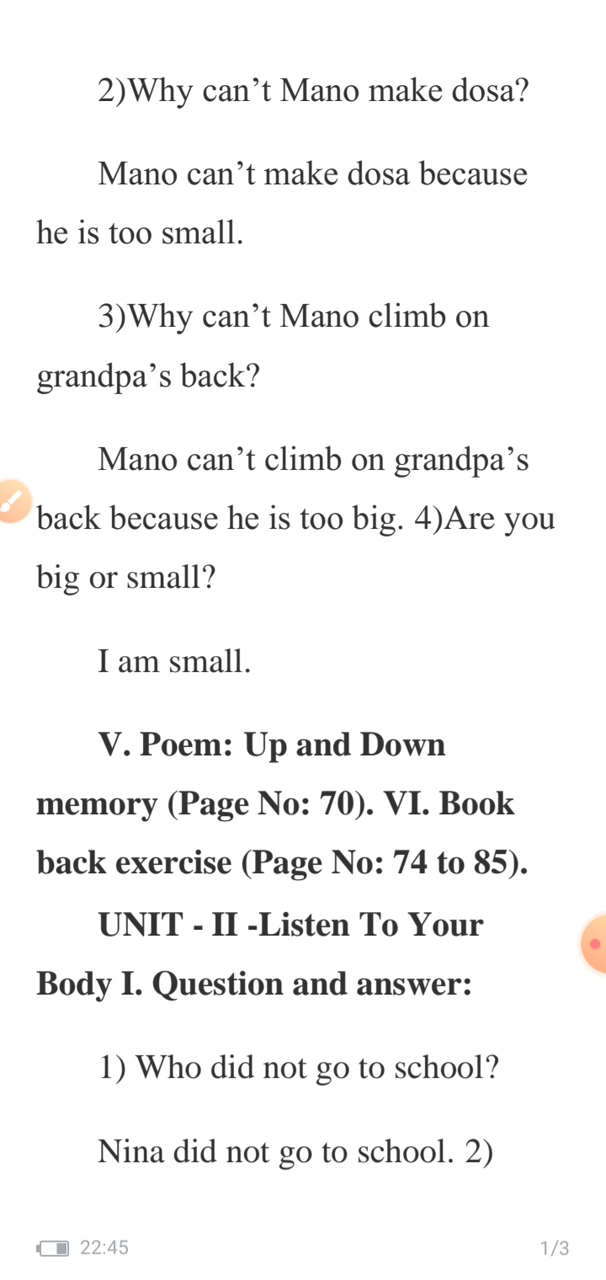 2)Why can’t Mano make dosa?
Mano can’t make dosa because
he is too small.
3)Why can’t Mano climb on
grandpa’s back?
Mano can’t climb on grandpa’s
back because he is too big. 4)Are you
big or small?
I am small.
V. Poem: Up and Down
memory (Page No: 70). VI. Book
back exercise (Page No: 74 to 85).
UNIT - II -Listen To Your
Body I. Question and answer:
1) Who did not go to school?
Nina did not go to school. 2)
22:45 1/3